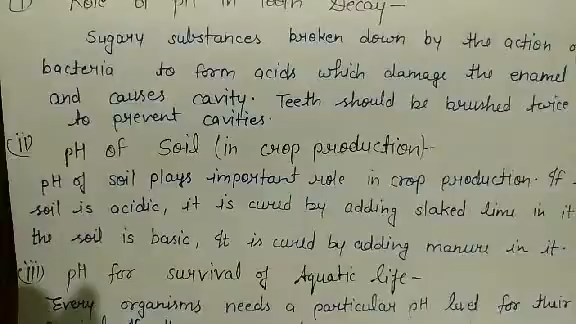 (i) Role of pH in Teeth Decay -
Sugary substances broken down by the action o
bacteria to form acids which damage the enamel
and causes cavity. Teeth should be brushed twice
to prevent cavities.
(ii) pH of Soil (in crop production)-
pH of soil plays important role in crop production. If
soil is acidic, it is cured by adding slaked lime in it
the soil is basic, it is cured by adding manure in it.
(iii) pH for survival of Aquatic life -
Every organisms needs a particular pH level for their